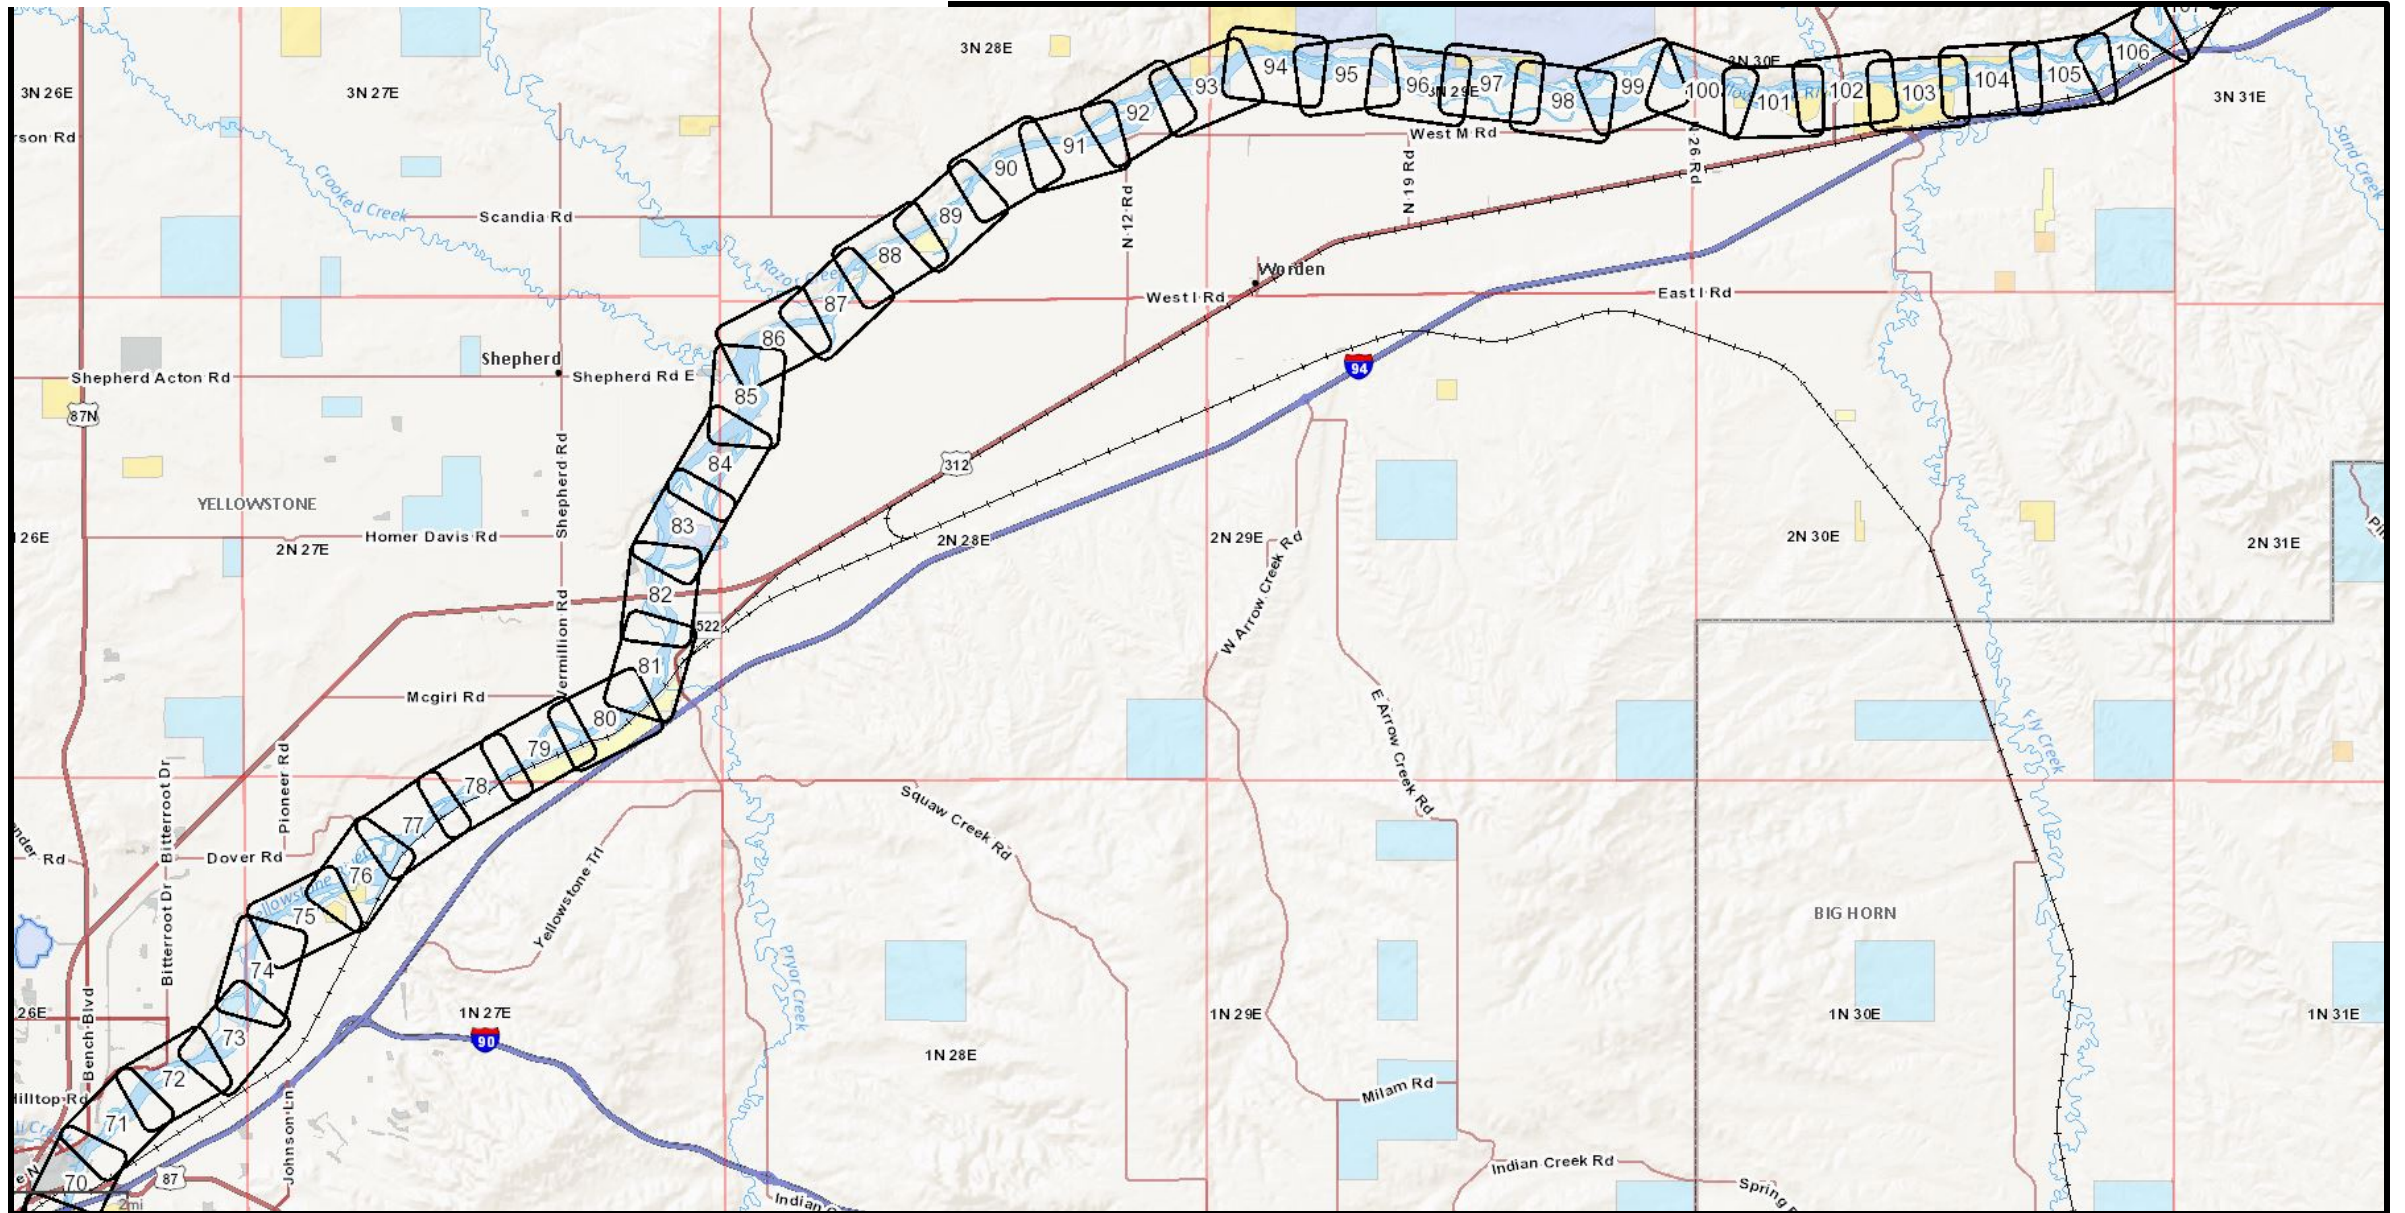 107
3N 28E
94
93
95
96
3N 29E
97
98
99
3N 30E
100
101
102
103
104
105
106
3N 26E
3N 27E
3N 31E
92
91
90
West M Rd
N 26 Rd
N 19 Rd
Sand Creek
Crooked Creek
Scandia Rd
89
88
N 12 Rd
Razor Creek
87
Worden
West I Rd
East I Rd
86
Shepherd
Shepherd Acton Rd
Shepherd Rd E
85
94
87N
84
312
Shepherd Rd
YELLOWSTONE
83
Homer Davis Rd
2N 27E
2N 28E
2N 29E
2N 30E
2N 31E
W Arrow Creek Rd
82
522
Vermillion Rd
81
Mcgirl Rd
80
79
78
E Arrow Creek Rd
Fly Creek
Squaw Creek Rd
Bitterroot Dr
Pioneer Rd
77
Dover Rd
76
75
Yellowstone Trl
BIG HORN
Bitterroot Dr
74
Pryor Creek
Bench Blvd
73
1N 27E
90
1N 28E
1N 29E
1N 30E
1N 31E
72
Hilltop Rd
71
Johnson Ln
Milam Rd
70
87
Indian Creek Rd
Spring
Indian
2mi